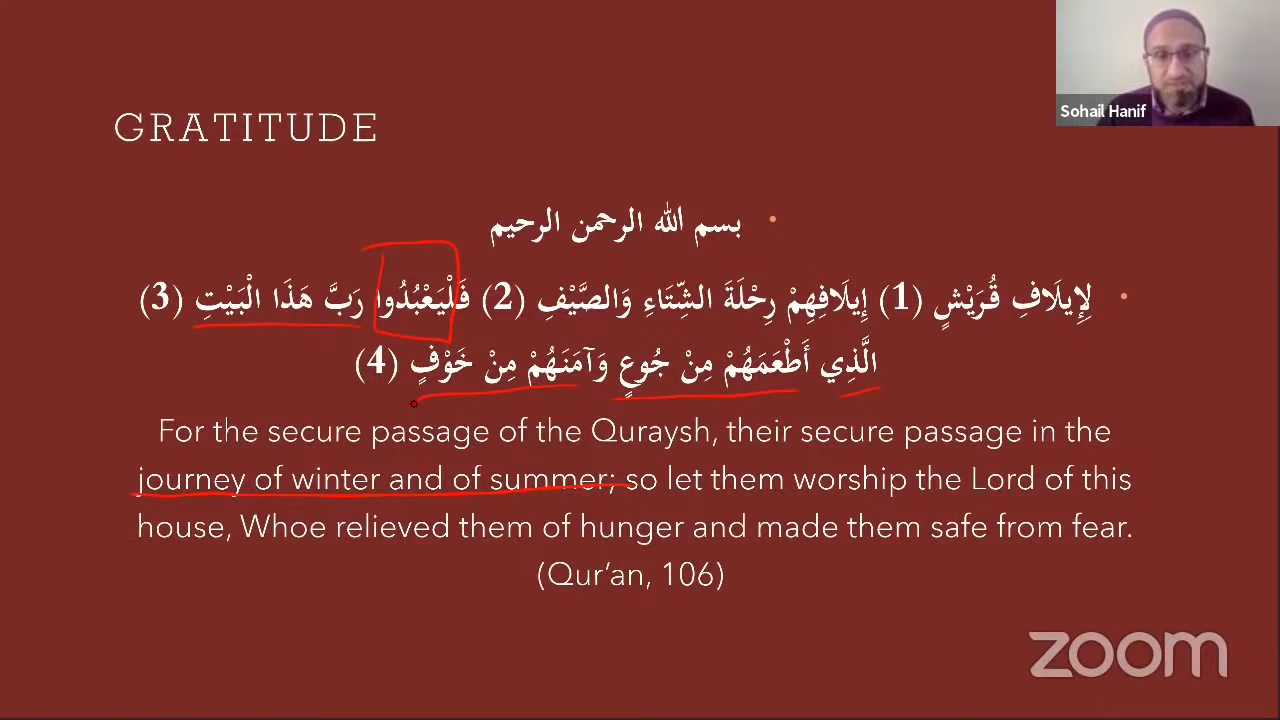 Sohail Hanif
GRATITUDE
• بسم الله الرحمن الرحيم
• لِإِيلَافِ قُرَيْشٍ (1) إِيلَافِهِمْ رِحْلَةَ الشِّتَاءِ وَالصَّيْفِ (2) فَلْيَعْبُدُوا رَبَّ هَذَا الْبَيْتِ (3)
الَّذِي أَطْعَمَهُمْ مِنْ جُوعٍ وَآمَنَهُمْ مِنْ خَوْفٍ (4)
For the secure passage of the Quraysh, their secure passage in the
journey of winter and of summer; so let them worship the Lord of this
house, Whoe relieved them of hunger and made them safe from fear.
(Qur’an, 106)
zoom